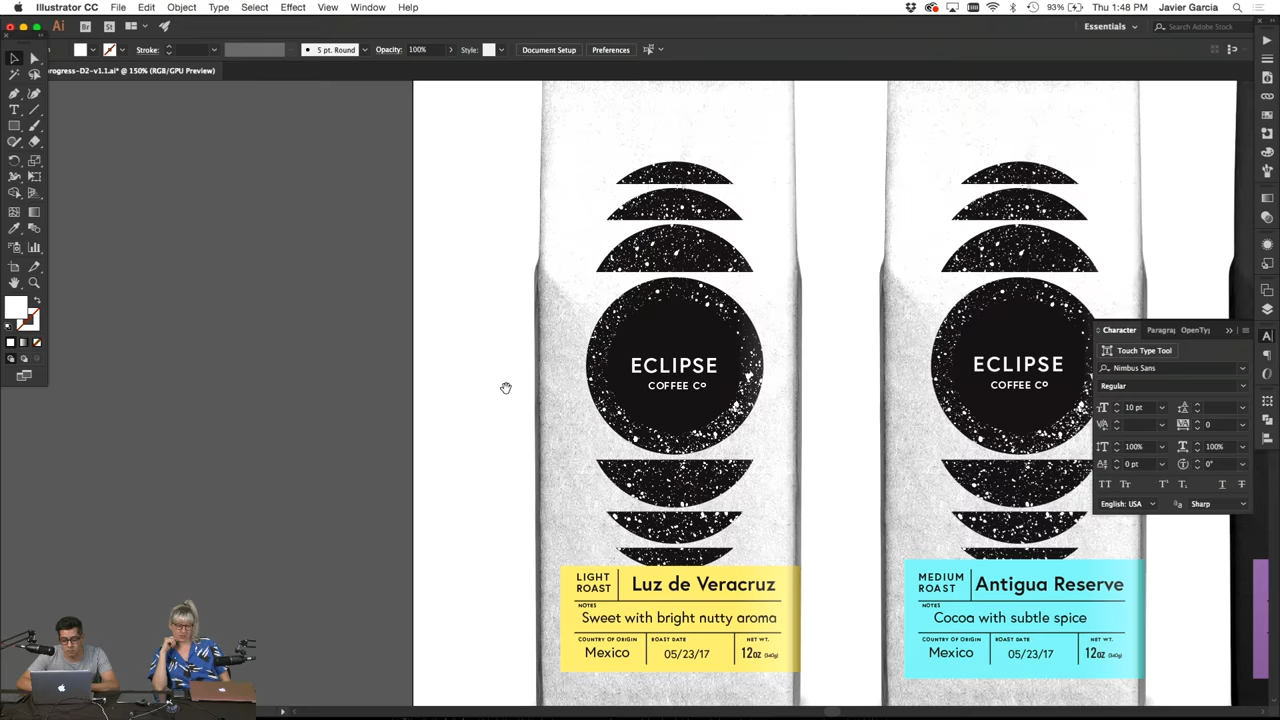 Illustrator CC File Edit Object Type Select Effect View Window Help 93% Thu 1:48 PM Javier Garcia
Br St Essentials Search Adobe Stock
Stroke: 5 pt. Round Opacity: 100% Style: Document Setup Preferences
rogress-D2-v1.1.ai* @ 150% (RGB/GPU Preview)
ECLIPSE
COFFEE Co
ECLIPSE
COFFEE Co
Character Paragra OpenTy
Touch Type Tool
Nimbus Sans
Regular
10 pt
0
100% 100%
0 pt 0°
English: USA Sharp
LIGHT
ROAST
Luz de Veracruz
NOTES
Sweet with bright nutty aroma
COUNTRY OF ORIGIN ROAST DATE NET WT.
Mexico 05/23/17 12oz (340g)
MEDIUM
ROAST
Antigua Reserve
NOTES
Cocoa with subtle spice
COUNTRY OF ORIGIN ROAST DATE NET WT.
Mexico 05/23/17 12oz (340g)